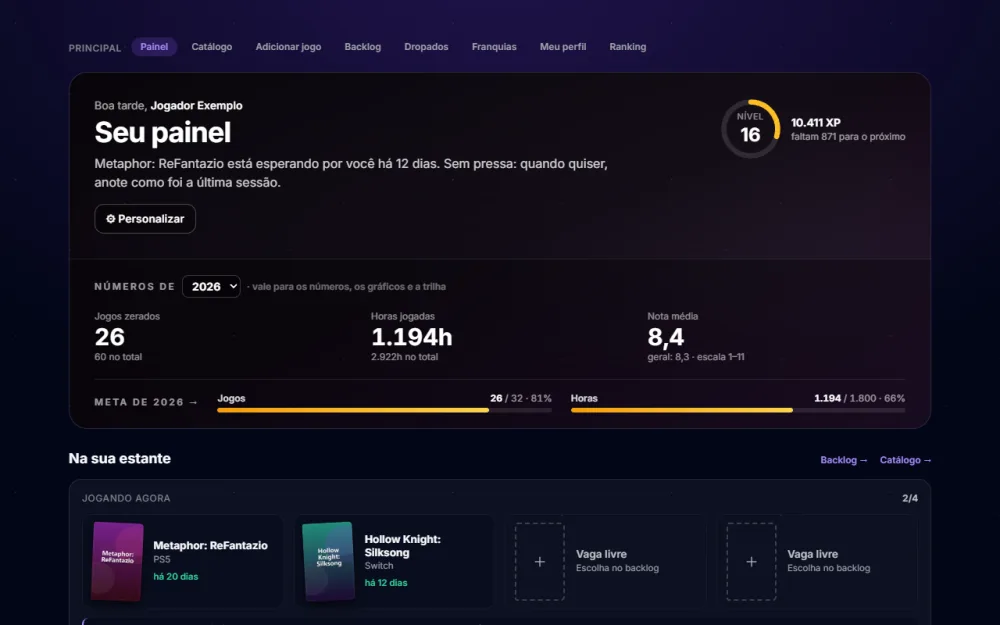 PRINCIPAL Painel Catálogo Adicionar jogo Backlog Dropados Franquias Meu perfil Ranking
Boa tarde, Jogador Exemplo
Seu painel
Metaphor: ReFantazio está esperando por você há 12 dias. Sem pressa: quando quiser,
anote como foi a última sessão.
⚙ Personalizar
NÍVEL
16
10.411 XP
faltam 871 para o próximo
NÚMEROS DE 2026 · vale para os números, os gráficos e a trilha
Jogos zerados
26
60 no total
Horas jogadas
1.194h
2.922h no total
Nota média
8,4
geral: 8,3 · escala 1–11
META DE 2026 →
Jogos 26 / 32 · 81%
Horas 1.194 / 1.800 · 66%
Na sua estante
Backlog → Catálogo →
JOGANDO AGORA 2/4
Metaphor:
ReFantazio
Metaphor: ReFantazio
PS5
há 20 dias
Hollow
Knight:
Silksong
Hollow Knight:
Silksong
Switch
há 12 dias
+
Vaga livre
Escolha no backlog
+
Vaga livre
Escolha no backlog